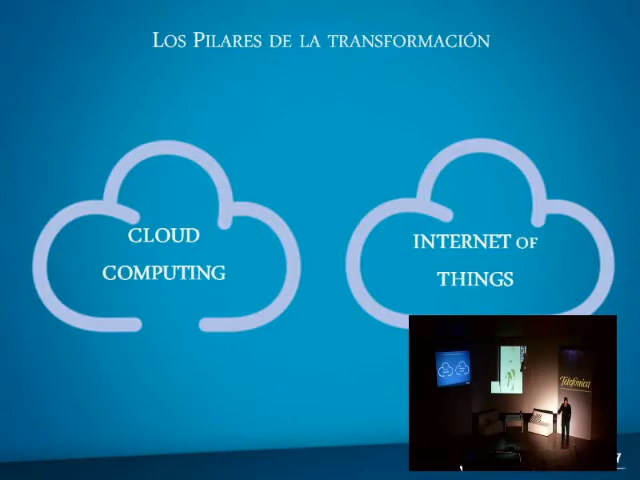 LOS PILARES DE LA TRANSFORMACIÓN
CLOUD
COMPUTING
INTERNET OF
THINGS
Telefónica